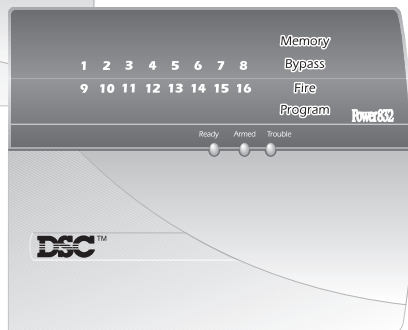 Memory
1 2 3 4 5 6 7 8 Bypass
9 10 11 12 13 14 15 16 Fire
Program Power832
Ready Armed Trouble
DSC™